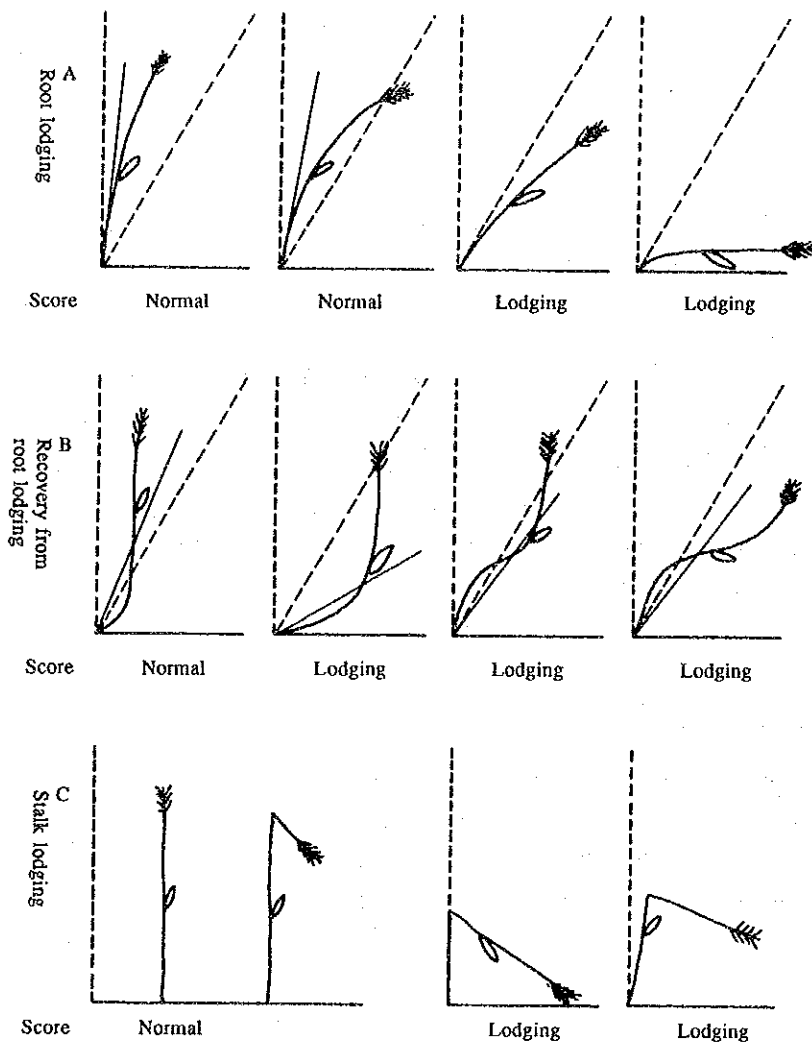 A
Root lodging
Score Normal Normal Lodging Lodging
B
Recovery from
root lodging
Score Normal Lodging Lodging Lodging
C
Stalk lodging
Score Normal Lodging Lodging